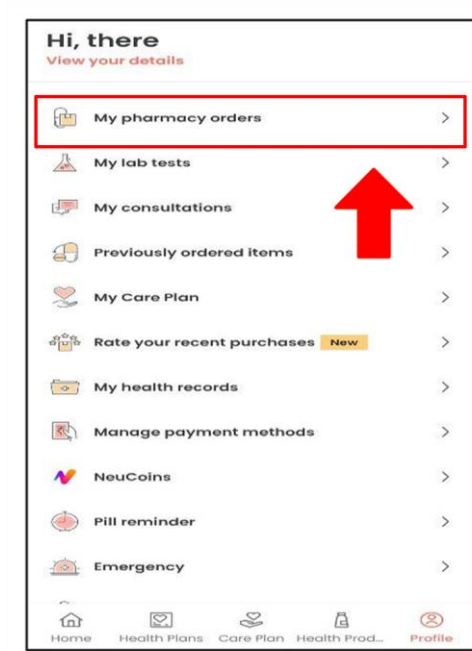 Hi, there
View your details
My pharmacy orders
My lab tests
My consultations
Previously ordered items
My Care Plan
Rate your recent purchases New
My health records
Manage payment methods
NeuCoins
Pill reminder
Emergency
Home Health Plans Care Plan Health Prod... Profile